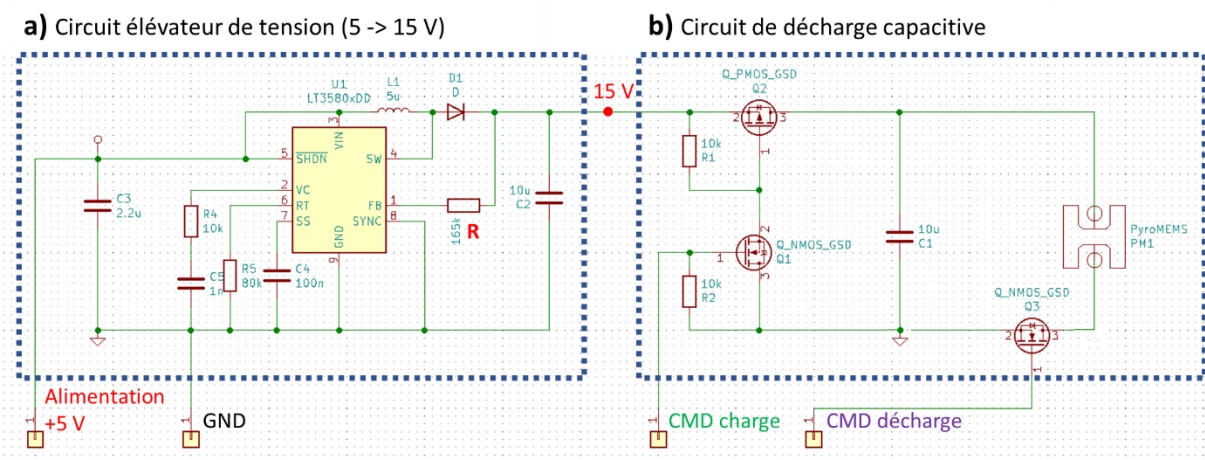 a) Circuit élévateur de tension (5 -> 15 V)
b) Circuit de décharge capacitive
U1
LT3580xDD
L1
5u
D1
D
15 V
Q_PMOS_GSD
Q2
3
VIN
2
3
1
5
SHDN
SW
4
10k
R1
C3
2.2u
2
VC
6
RT
7
SS
FB
1
SYNC
8
GND
9
R4
10k
165k
R
10u
C2
C5
1n
R5
80k
C4
100n
2
Q_NMOS_GSD
Q1
1
3
10k
R2
10u
C1
PyroMEMS
PM1
Q_NMOS_GSD
Q3
2
3
1
Alimentation
+5 V
1
GND
1
CMD charge
1
CMD décharge
1